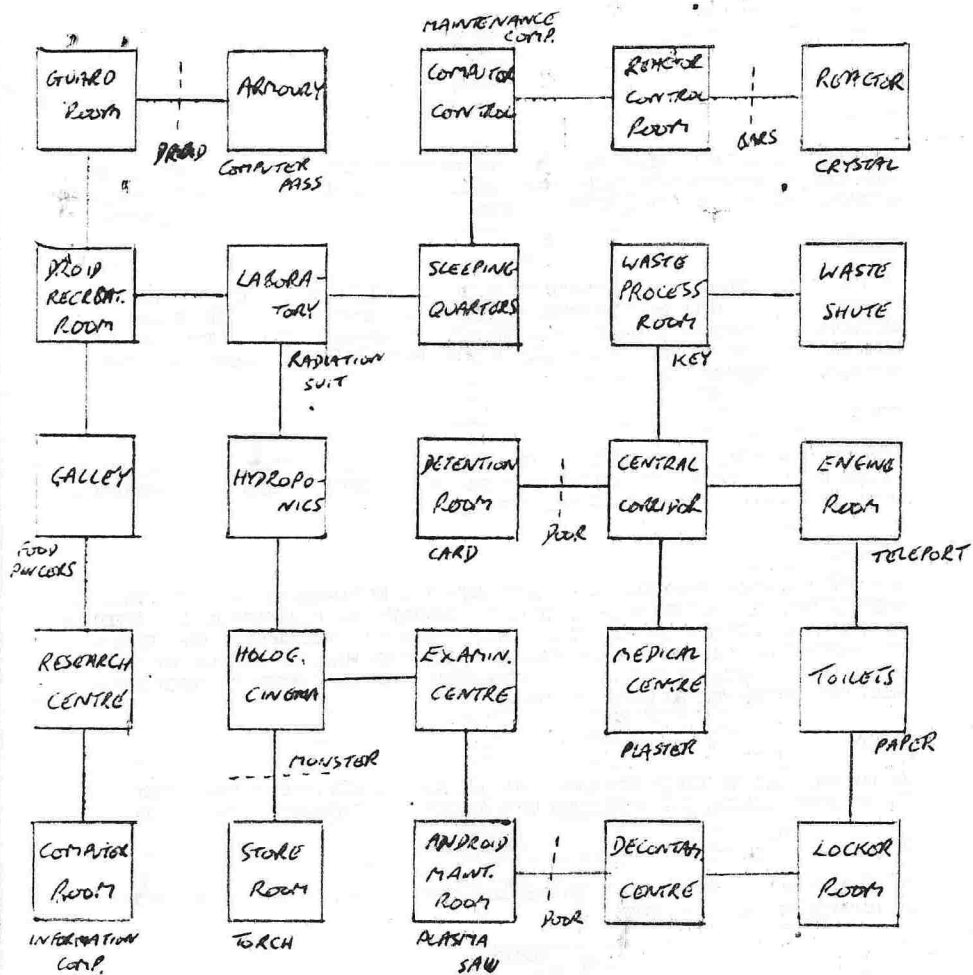 MAINTENANCE
COMP.
GUARD
ROOM
ARMOURY
COMPUTER
CONTROL
REACTOR
CONTROL
ROOM
REACTOR
DROID
COMPUTER
PASS
BARS
CRYSTAL
DROID
RECREAT.
ROOM
LABORA-
TORY
SLEEPING
QUARTERS
WASTE
PROCESS
ROOM
WASTE
SHUTE
RADIATION
SUIT
KEY
GALLEY
HYDROPO-
NICS
DETENTION
ROOM
CENTRAL
CORRIDOR
ENGINE
ROOM
FOOD
PINCERS
CARD
DOOR
TELEPORT
RESEARCH
CENTRE
HOLOG.
CINEMA
EXAMIN.
CENTRE
MEDICAL
CENTRE
TOILETS
MONSTER
PLASTER
PAPER
COMPUTER
ROOM
STORE
ROOM
ANDROID
MAINT.
ROOM
DECONTAM.
CENTRE
LOCKER
ROOM
INFORMATION
COMP.
TORCH
PLASMA
SAW
DOOR